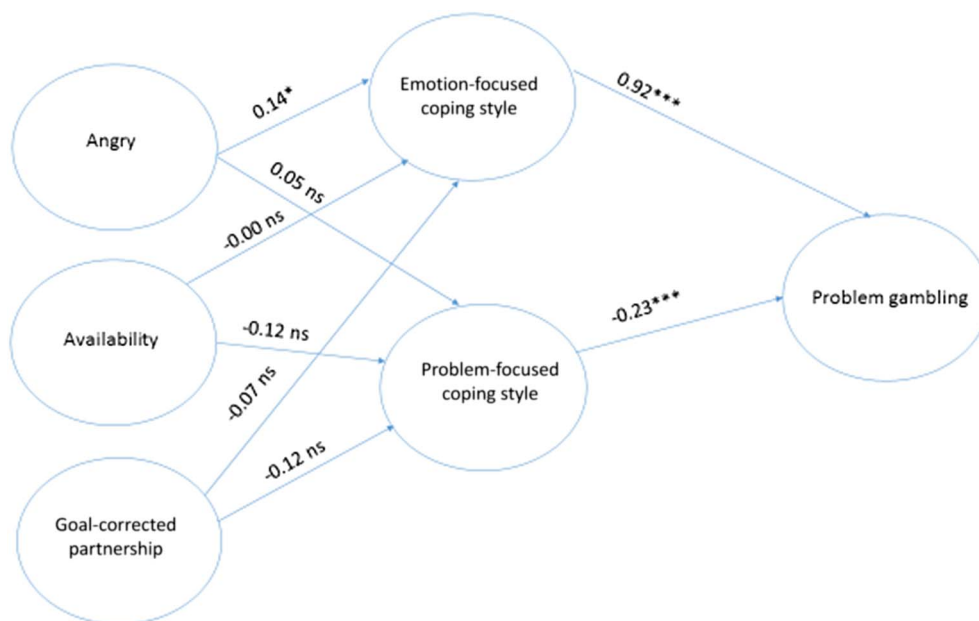 Angry
0.14*
Emotion-focused
coping style
0.92***
0.05 ns
-0.00 ns
Availability
-0.12 ns
-0.07 ns
Problem-focused
coping style
-0.23***
Problem gambling
-0.12 ns
Goal-corrected
partnership